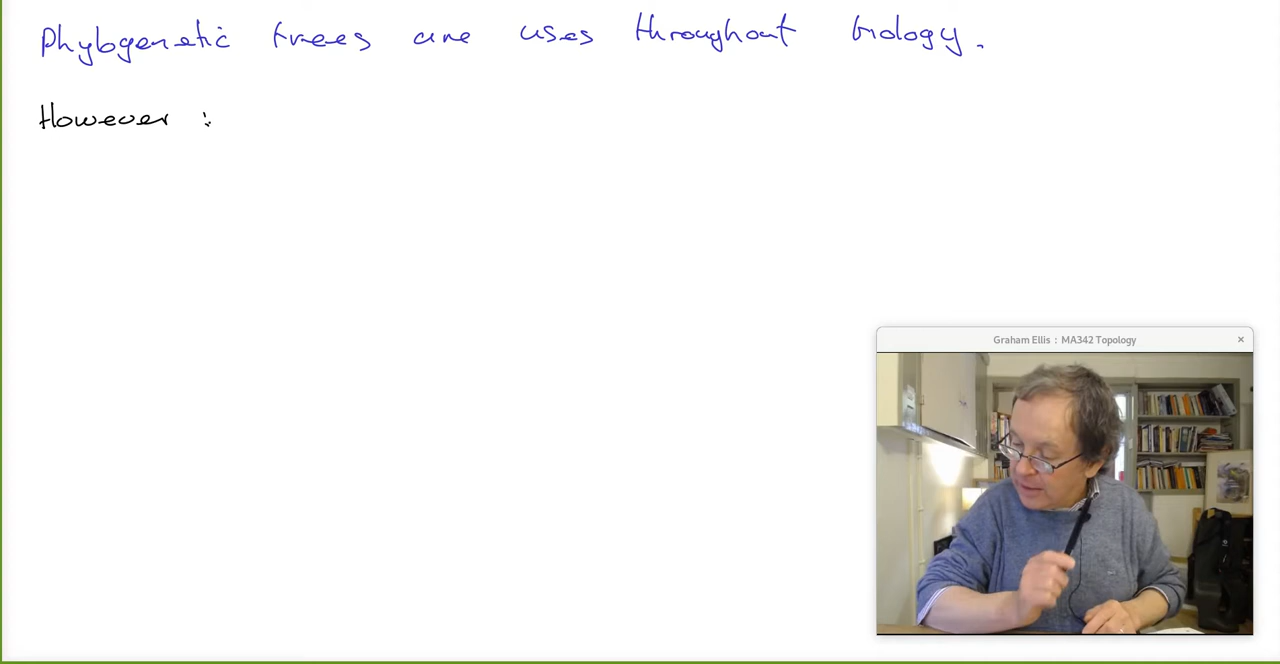 Phylogenetic trees are uses throughout biology.
However :
Graham Ellis : MA342 Topology